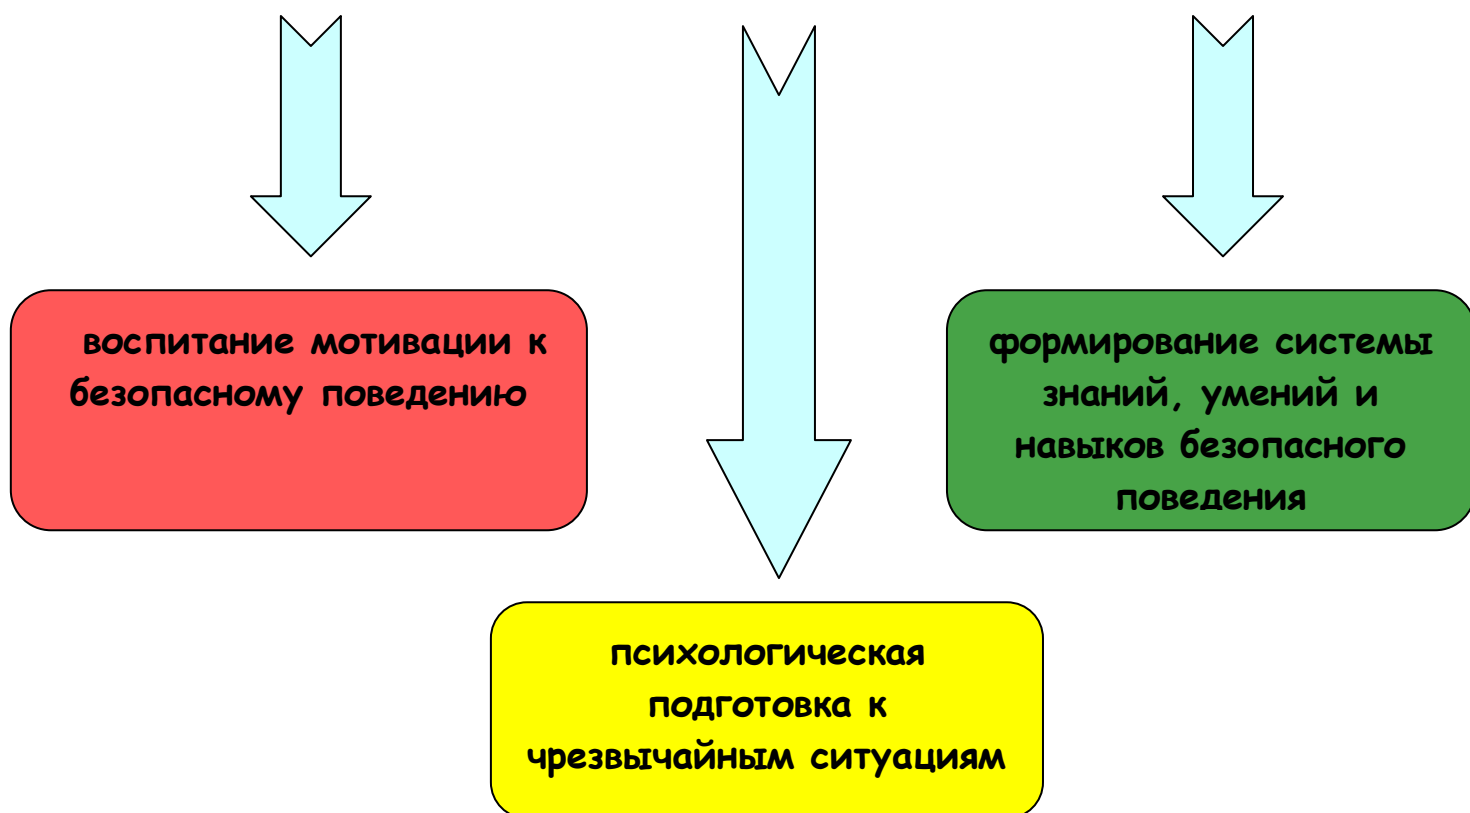 воспитание мотивации к
безопасному поведению
формирование системы
знаний, умений и
навыков безопасного
поведения
психологическая
подготовка к
чрезвычайным ситуациям